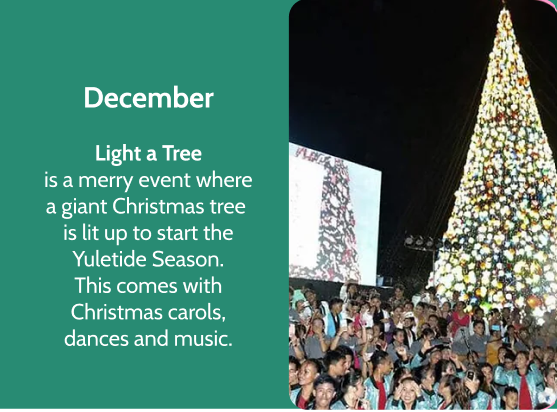 December
Light a Tree
is a merry event where
a giant Christmas tree
is lit up to start the
Yuletide Season.
This comes with
Christmas carols,
dances and music.